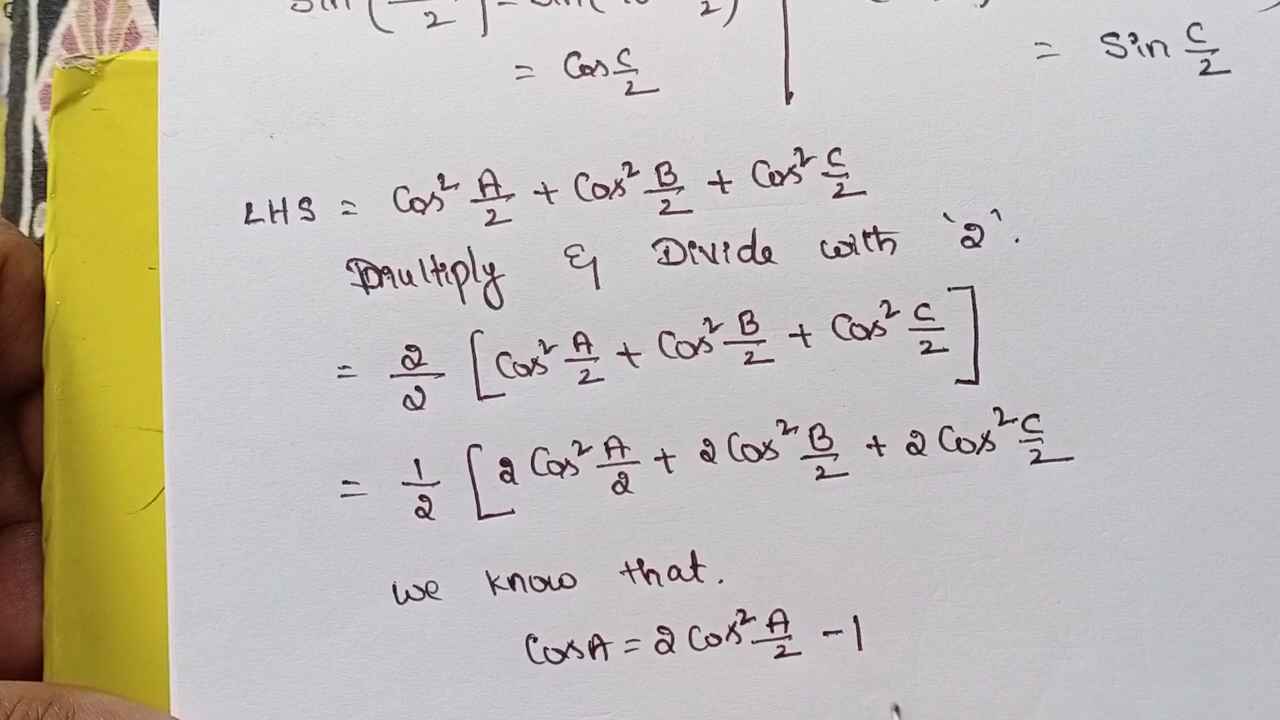 = Cos C/2
= Sin C/2
LHS = Cos² A/2 + Cos² B/2 + Cos² C/2
Multiply & Divide with '2'.
= 2/2 [Cos² A/2 + Cos² B/2 + Cos² C/2]
= 1/2 [2 Cos² A/2 + 2 Cos² B/2 + 2 Cos² C/2
we know that.
CosA = 2 Cos² A/2 - 1